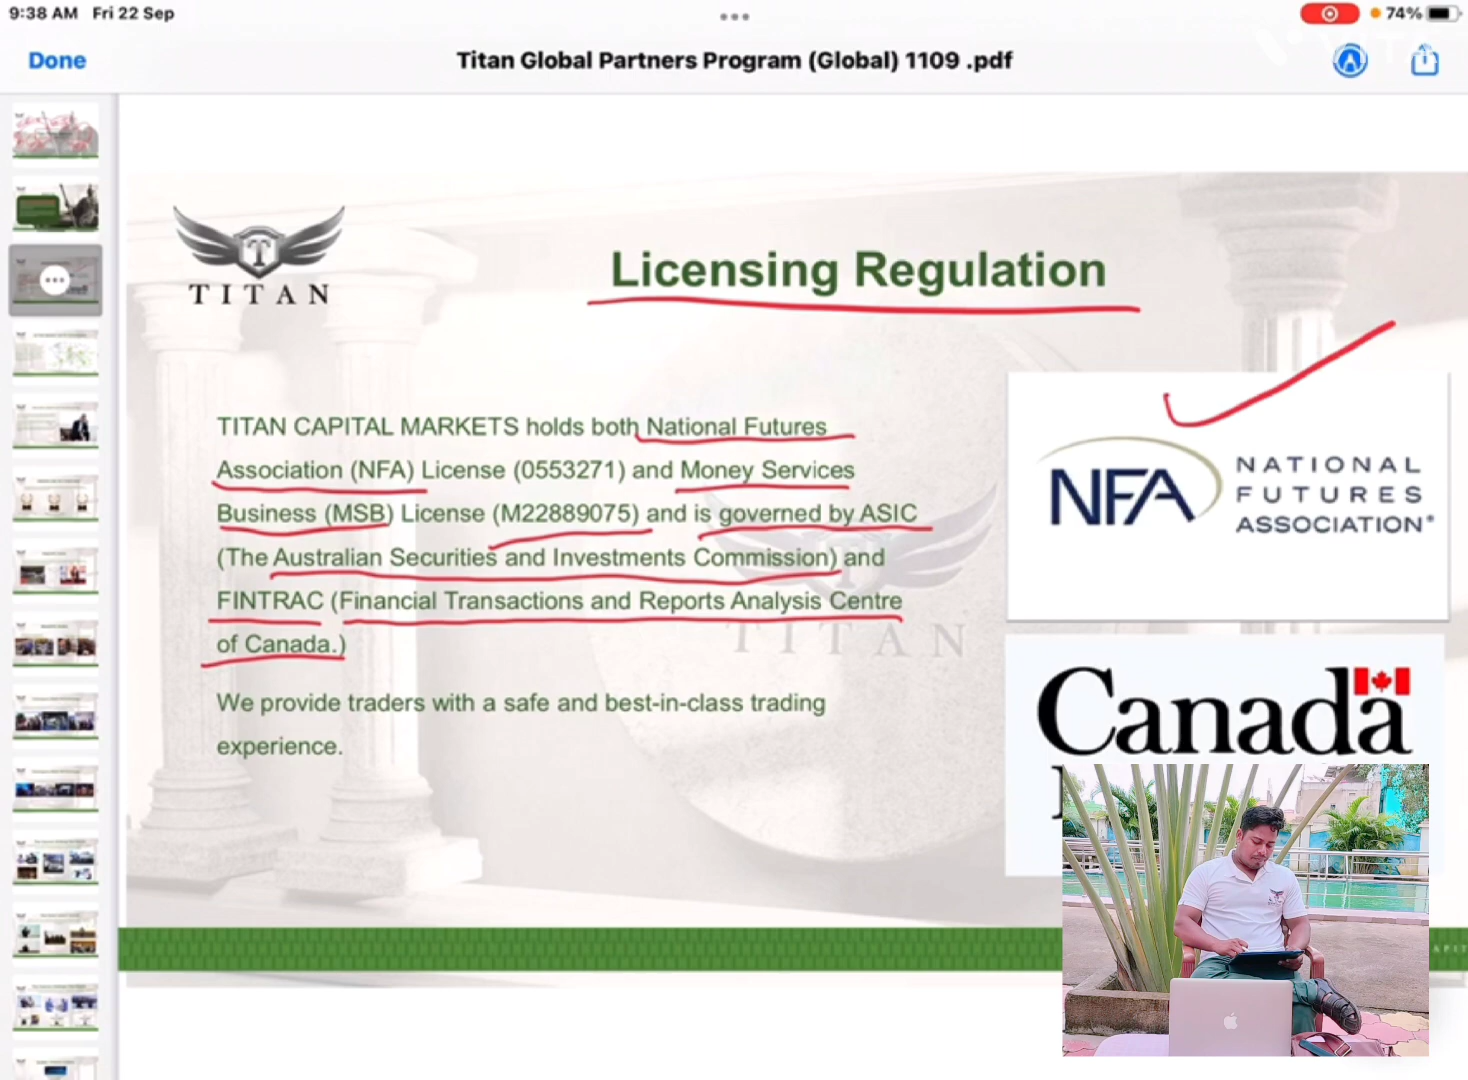 9:38 AM Fri 22 Sep
74%
Done
Titan Global Partners Program (Global) 1109 .pdf
TITAN
Licensing Regulation
TITAN CAPITAL MARKETS holds both National Futures
Association (NFA) License (0553271) and Money Services
Business (MSB) License (M22889075) and is governed by ASIC
(The Australian Securities and Investments Commission) and
FINTRAC (Financial Transactions and Reports Analysis Centre
of Canada.)
We provide traders with a safe and best-in-class trading
experience.
TITAN
NFA
NATIONAL
FUTURES
ASSOCIATION®
Canada